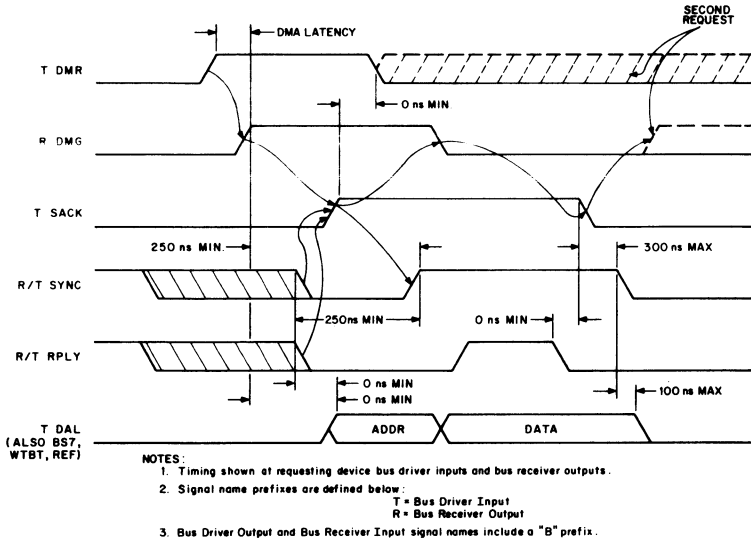 SECOND
REQUEST
DMA LATENCY
T DMR
0 ns MIN.
R DMG
T SACK
250 ns MIN.
300 ns MAX
R/T SYNC
250ns MIN
0 ns MIN
R/T RPLY
0 ns MIN
0 ns MIN
100 ns MAX
T DAL
(ALSO BS7,
WTBT, REF)
ADDR
DATA
NOTES:
1. Timing shown at requesting device bus driver inputs and bus receiver outputs.
2. Signal name prefixes are defined below:
T = Bus Driver Input
R = Bus Receiver Output
3. Bus Driver Output and Bus Receiver Input signal names include a "B" prefix.